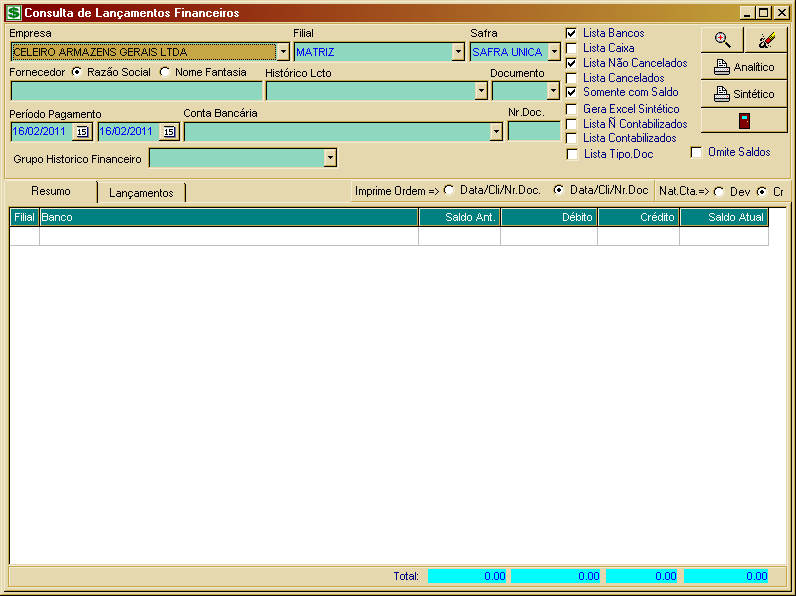 Consulta de Lançamentos Financeiros
Empresa Filial Safra
CELEIRO ARMAZENS GERAIS LTDA MATRIZ SAFRA UNICA
Fornecedor Razão Social Nome Fantasia Histórico Lcto Documento
Período Pagamento Conta Bancária Nr.Doc.
16/02/2011 15 16/02/2011 15
Grupo Historico Financeiro
Lista Bancos
Lista Caixa
Lista Não Cancelados
Lista Cancelados
Somente com Saldo
Gera Excel Sintético
Lista Ñ Contabilizados
Lista Contabilizados
Lista Tipo.Doc
Analítico
Sintético
Omite Saldos
Resumo Lançamentos Imprime Ordem => Data/Cli/Nr.Doc. Data/Cli/Nr.Doc Nat.Cta.=> Dev Cr
Filial Banco Saldo Ant. Débito Crédito Saldo Atual
Total: 0.00 0.00 0.00 0.00